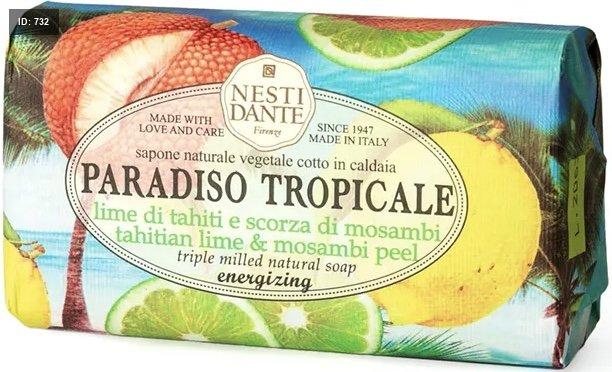 ID: 732
NESTI
DANTE
Firenze
MADE WITH
LOVE AND CARE
SINCE 1947
MADE IN ITALY
sapone naturale vegetale cotto in caldaia
PARADISO TROPICALE
lime di tahiti e scorza di mosambi
tahitian lime & mosambi peel
triple milled natural soap
energizing
L. 206